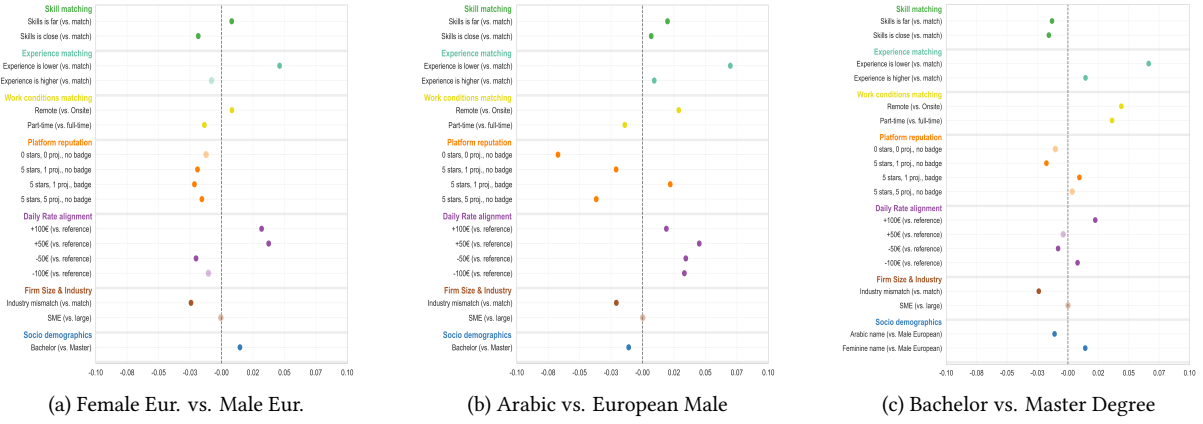 Skill matching
Skills is far (vs. match)
Skills is close (vs. match)
Experience matching
Experience is lower (vs. match)
Experience is higher (vs. match)
Work conditions matching
Remote (vs. Onsite)
Part-time (vs. full-time)
Platform reputation
0 stars, 0 proj., no badge
5 stars, 1 proj., no badge
5 stars, 1 proj., badge
5 stars, 5 proj., no badge
Daily Rate alignment
+100€ (vs. reference)
+50€ (vs. reference)
-50€ (vs. reference)
-100€ (vs. reference)
Firm Size & Industry
Industry mismatch (vs. match)
SME (vs. large)
Socio demographics
Bachelor (vs. Master)
-0.10 -0.08 -0.05 -0.03 -0.00 0.02 0.05 0.08 0.10
(a) Female Eur. vs. Male Eur.
Skill matching
Skills is far (vs. match)
Skills is close (vs. match)
Experience matching
Experience is lower (vs. match)
Experience is higher (vs. match)
Work conditions matching
Remote (vs. Onsite)
Part-time (vs. full-time)
Platform reputation
0 stars, 0 proj., no badge
5 stars, 1 proj., no badge
5 stars, 1 proj., badge
5 stars, 5 proj., no badge
Daily Rate alignment
+100€ (vs. reference)
+50€ (vs. reference)
-50€ (vs. reference)
-100€ (vs. reference)
Firm Size & Industry
Industry mismatch (vs. match)
SME (vs. large)
Socio demographics
Bachelor (vs. Master)
-0.10 -0.08 -0.05 -0.03 -0.00 0.02 0.05 0.08 0.10
(b) Arabic vs. European Male
Skill matching
Skills is far (vs. match)
Skills is close (vs. match)
Experience matching
Experience is lower (vs. match)
Experience is higher (vs. match)
Work conditions matching
Remote (vs. Onsite)
Part-time (vs. full-time)
Platform reputation
0 stars, 0 proj., no badge
5 stars, 1 proj., no badge
5 stars, 1 proj., badge
5 stars, 5 proj., no badge
Daily Rate alignment
+100€ (vs. reference)
+50€ (vs. reference)
-50€ (vs. reference)
-100€ (vs. reference)
Firm Size & Industry
Industry mismatch (vs. match)
SME (vs. large)
Socio demographics
Arabic name (vs. Male European)
Feminine name (vs. Male European)
-0.10 -0.08 -0.05 -0.03 -0.00 0.02 0.05 0.08 0.10
(c) Bachelor vs. Master Degree